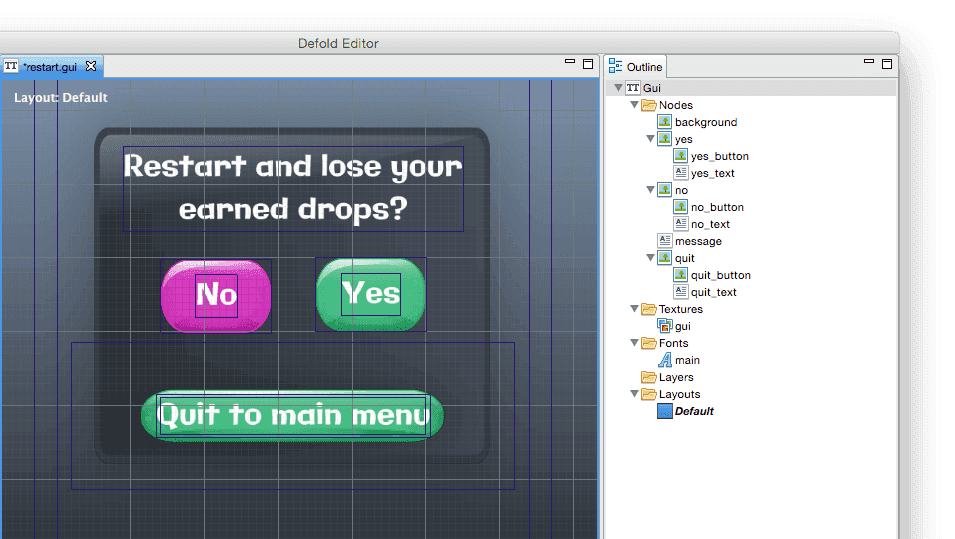 Defold Editor
*restart.gui
Layout: Default
Restart and lose your
earned drops?
No
Yes
Quit to main menu
Outline
Gui
Nodes
background
yes
yes_button
yes_text
no
no_button
no_text
message
quit
quit_button
quit_text
Textures
gui
Fonts
main
Layers
Layouts
Default